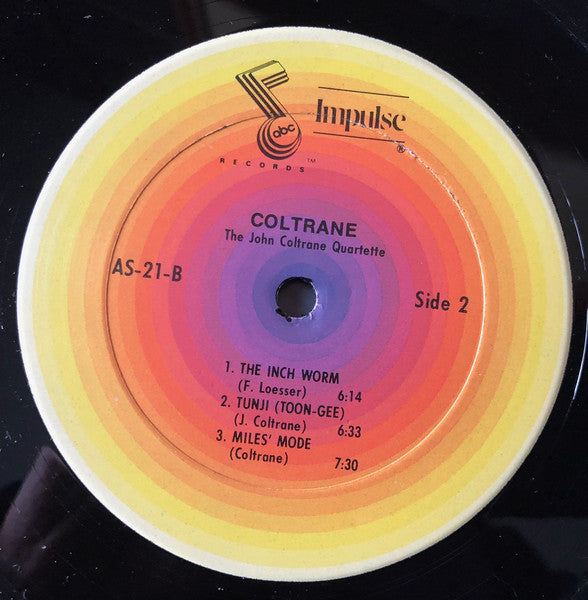 abc
Impulse
®
RECORDS ™
COLTRANE
The John Coltrane Quartette
AS-21-B
Side 2
1. THE INCH WORM
(F. Loesser) 6:14
2. TUNJI (TOON-GEE)
(J. Coltrane) 6:33
3. MILES' MODE
(Coltrane) 7:30